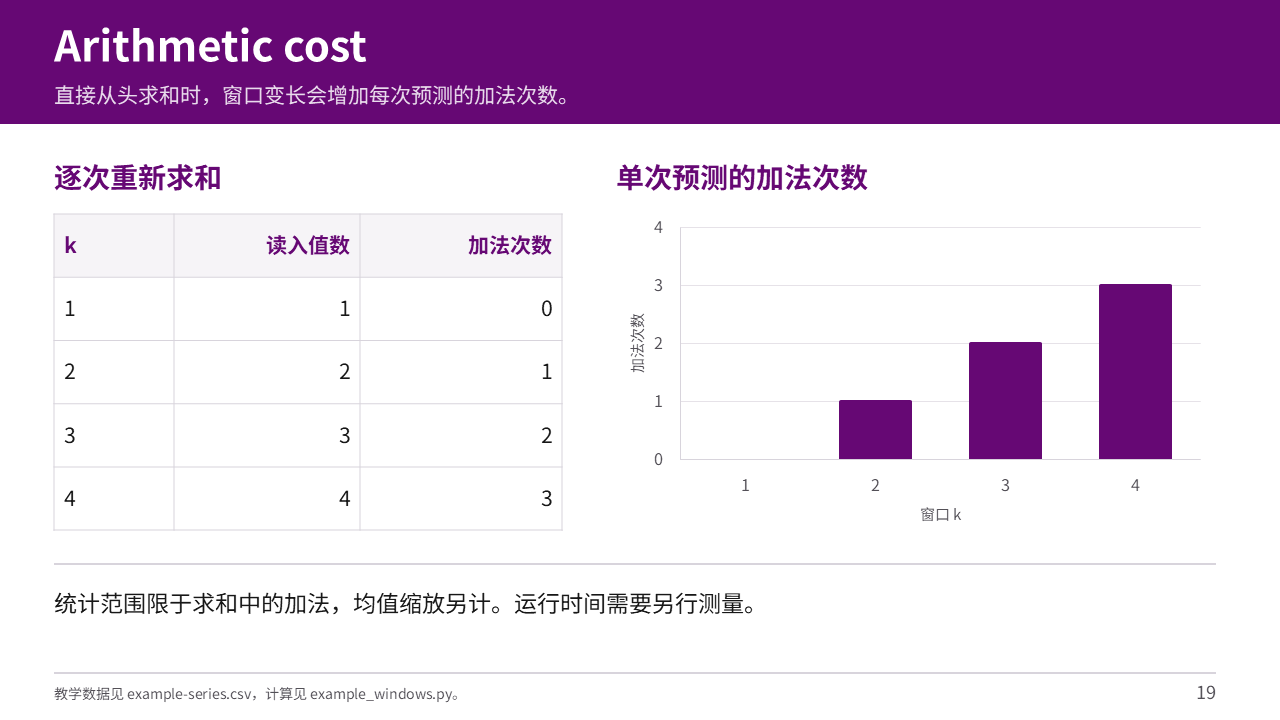 Arithmetic cost
直接从头求和时，窗口变长会增加每次预测的加法次数。
逐次重新求和
k 读入值数 加法次数
1 1 0
2 2 1
3 3 2
4 4 3
单次预测的加法次数
加法次数
4
3
2
1
0
1 2 3 4
窗口 k
统计范围限于求和中的加法，均值缩放另计。运行时间需要另行测量。
教学数据见 example-series.csv，计算见 example_windows.py。
19